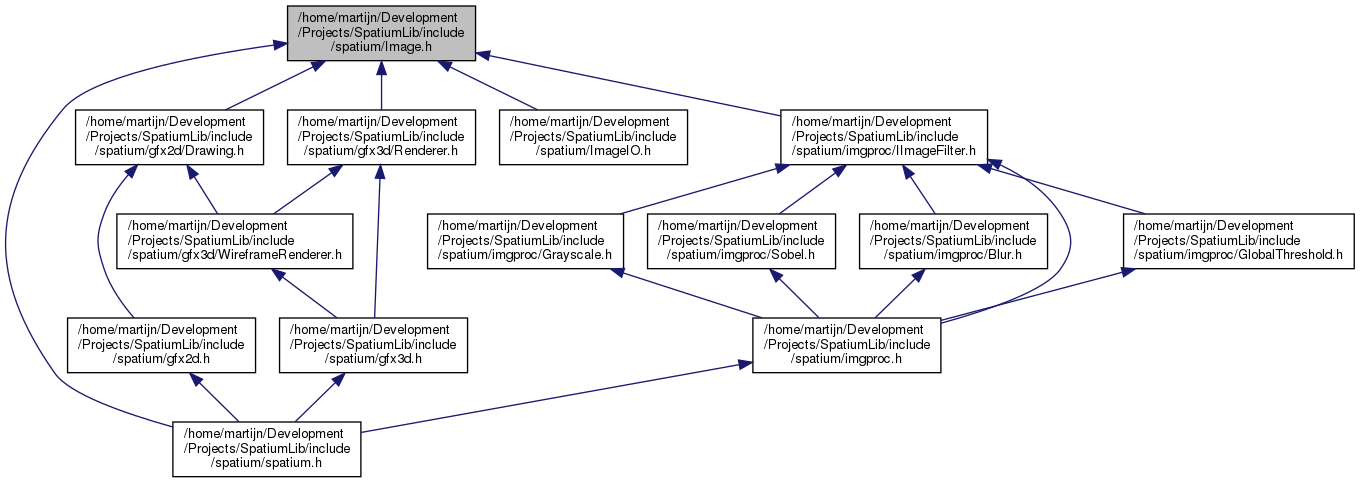 /home/martijn/Development
/Projects/SpatiumLib/include
/spatium/Image.h
/home/martijn/Development
/Projects/SpatiumLib/include
/spatium/gfx2d/Drawing.h
/home/martijn/Development
/Projects/SpatiumLib/include
/spatium/gfx3d/Renderer.h
/home/martijn/Development
/Projects/SpatiumLib/include
/spatium/ImageIO.h
/home/martijn/Development
/Projects/SpatiumLib/include
/spatium/imgproc/IImageFilter.h
/home/martijn/Development
/Projects/SpatiumLib/include
/spatium/gfx3d/WireframeRenderer.h
/home/martijn/Development
/Projects/SpatiumLib/include
/spatium/imgproc/Grayscale.h
/home/martijn/Development
/Projects/SpatiumLib/include
/spatium/imgproc/Sobel.h
/home/martijn/Development
/Projects/SpatiumLib/include
/spatium/imgproc/Blur.h
/home/martijn/Development
/Projects/SpatiumLib/include
/spatium/imgproc/GlobalThreshold.h
/home/martijn/Development
/Projects/SpatiumLib/include
/spatium/gfx2d.h
/home/martijn/Development
/Projects/SpatiumLib/include
/spatium/gfx3d.h
/home/martijn/Development
/Projects/SpatiumLib/include
/spatium/imgproc.h
/home/martijn/Development
/Projects/SpatiumLib/include
/spatium/spatium.h